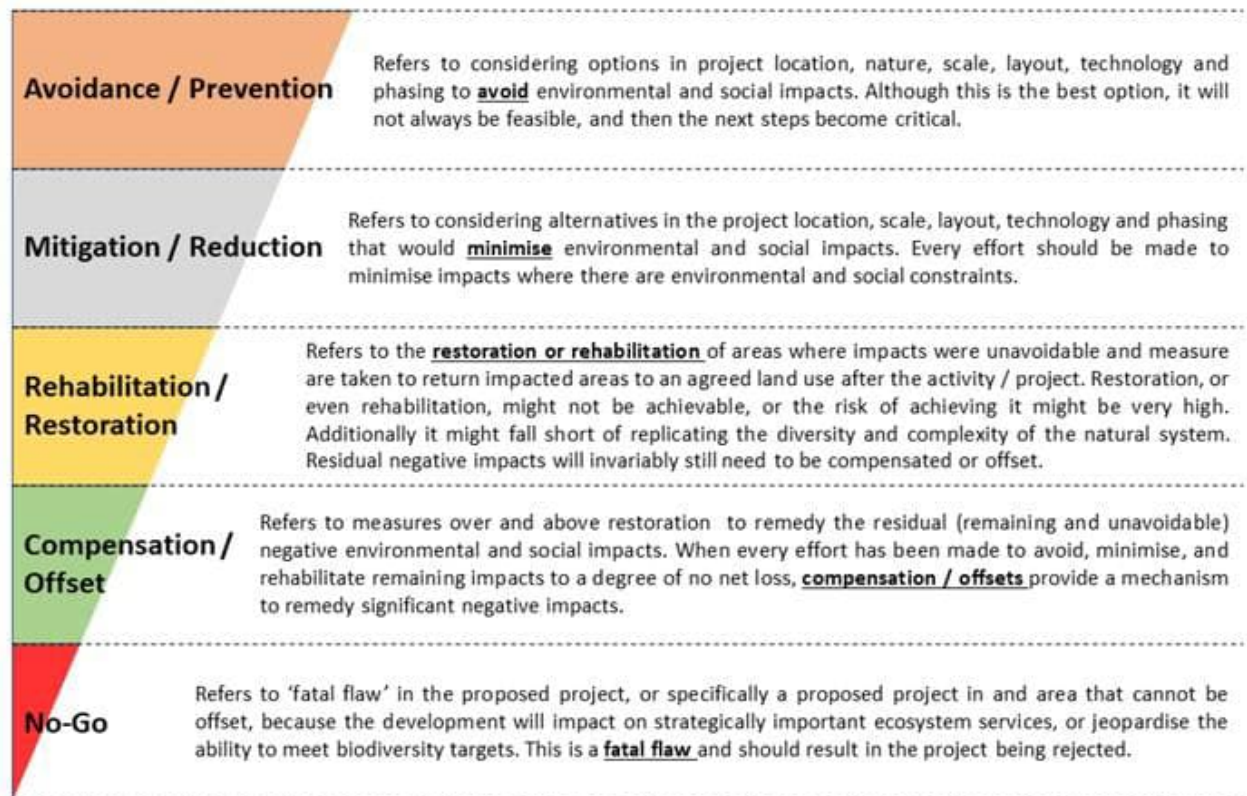 Avoidance / Prevention
Refers to considering options in project location, nature, scale, layout, technology and
phasing to avoid environmental and social impacts. Although this is the best option, it will
not always be feasible, and then the next steps become critical.
Mitigation / Reduction
Refers to considering alternatives in the project location, scale, layout, technology and phasing
that would minimise environmental and social impacts. Every effort should be made to
minimise impacts where there are environmental and social constraints.
Rehabilitation /
Restoration
Refers to the restoration or rehabilitation of areas where impacts were unavoidable and measure
are taken to return impacted areas to an agreed land use after the activity / project. Restoration, or
even rehabilitation, might not be achievable, or the risk of achieving it might be very high.
Additionally it might fall short of replicating the diversity and complexity of the natural system.
Residual negative impacts will invariably still need to be compensated or offset.
Compensation /
Offset
Refers to measures over and above restoration to remedy the residual (remaining and unavoidable)
negative environmental and social impacts. When every effort has been made to avoid, minimise, and
rehabilitate remaining impacts to a degree of no net loss, compensation / offsets provide a mechanism
to remedy significant negative impacts.
No-Go
Refers to ‘fatal flaw’ in the proposed project, or specifically a proposed project in and area that cannot be
offset, because the development will impact on strategically important ecosystem services, or jeopardise the
ability to meet biodiversity targets. This is a fatal flaw and should result in the project being rejected.